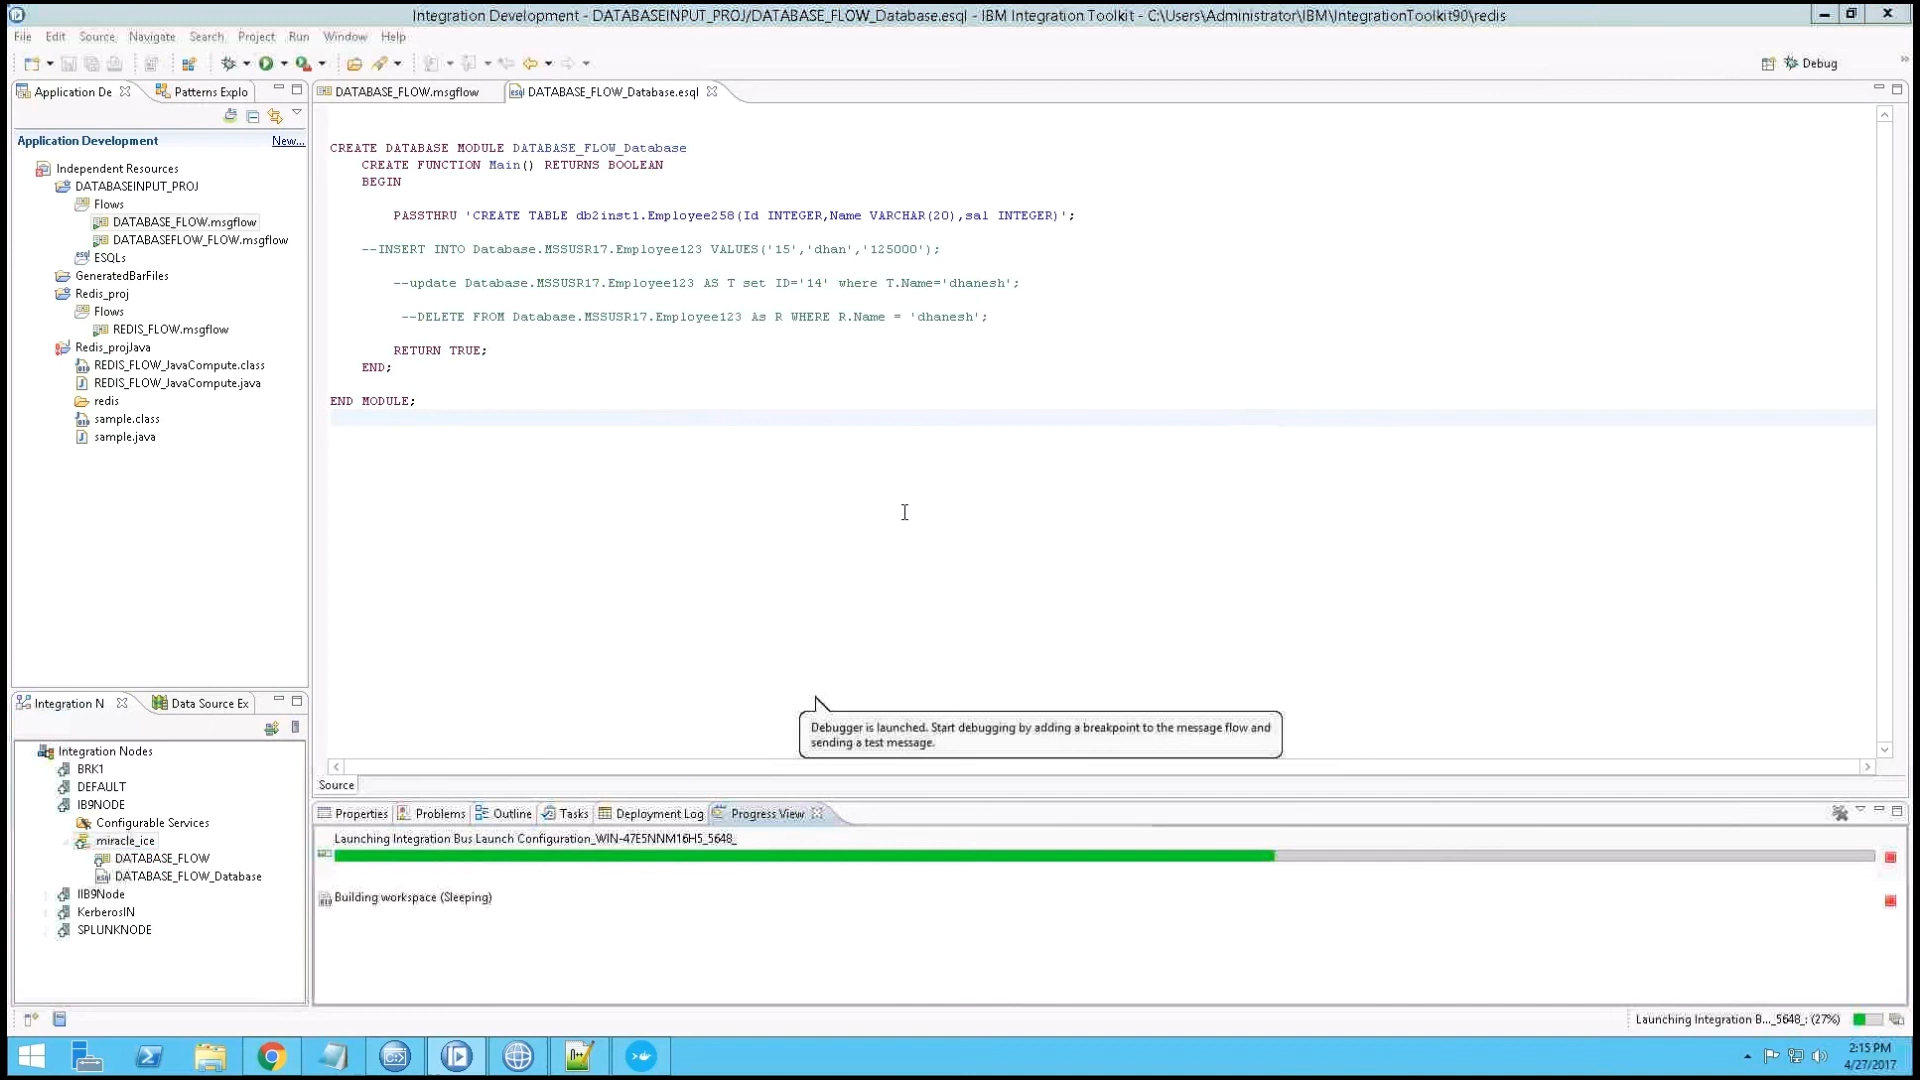 Integration Development - DATABASEINPUT_PROJ/DATABASE_FLOW_Database.esql - IBM Integration Toolkit - C:\Users\Administrator\IBM\IntegrationToolkit90\redis
File Edit Source Navigate Search Project Run Window Help
Debug
Application De
Patterns Explo
DATABASE_FLOW.msgflow
DATABASE_FLOW_Database.esql
Application Development
New...
Independent Resources
DATABASEINPUT_PROJ
Flows
DATABASE_FLOW.msgflow
DATABASEFLOW_FLOW.msgflow
ESQLs
GeneratedBarFiles
Redis_proj
Flows
REDIS_FLOW.msgflow
Redis_projJava
REDIS_FLOW_JavaCompute.class
REDIS_FLOW_JavaCompute.java
redis
sample.class
sample.java
CREATE DATABASE MODULE DATABASE_FLOW_Database
CREATE FUNCTION Main() RETURNS BOOLEAN
BEGIN
PASSTHRU 'CREATE TABLE db2inst1.Employee258(Id INTEGER,Name VARCHAR(20),sal INTEGER)';
--INSERT INTO Database.MSSUSR17.Employee123 VALUES('15','dhan','125000');
--update Database.MSSUSR17.Employee123 AS T set ID='14' where T.Name='dhanesh';
--DELETE FROM Database.MSSUSR17.Employee123 As R WHERE R.Name = 'dhanesh';
RETURN TRUE;
END;
END MODULE;
Debugger is launched. Start debugging by adding a breakpoint to the message flow and
sending a test message.
Source
Integration N
Data Source Ex
Integration Nodes
BRK1
DEFAULT
IB9NODE
Configurable Services
miracle_ice
DATABASE_FLOW
DATABASE_FLOW_Database
IIB9Node
KerberosIN
SPLUNKNODE
Properties
Problems
Outline
Tasks
Deployment Log
Progress View
Launching Integration Bus Launch Configuration_WIN-47E5NNM16H5_5648_
Building workspace (Sleeping)
Launching Integration B..._5648_: (27%)
2:15 PM
4/27/2017